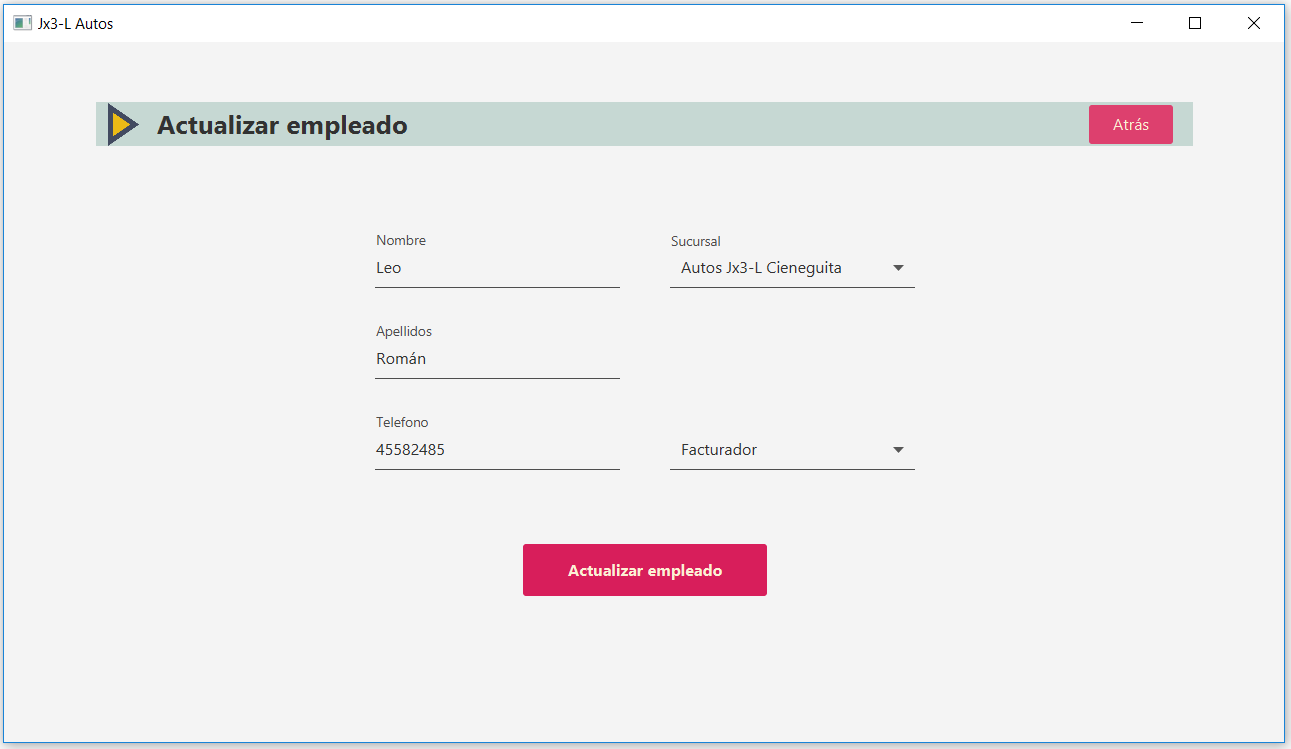 Jx3-L Autos
Actualizar empleado
Atrás
Nombre
Sucursal
Leo
Autos Jx3-L Cieneguita
Apellidos
Román
Telefono
45582485
Facturador
Actualizar empleado